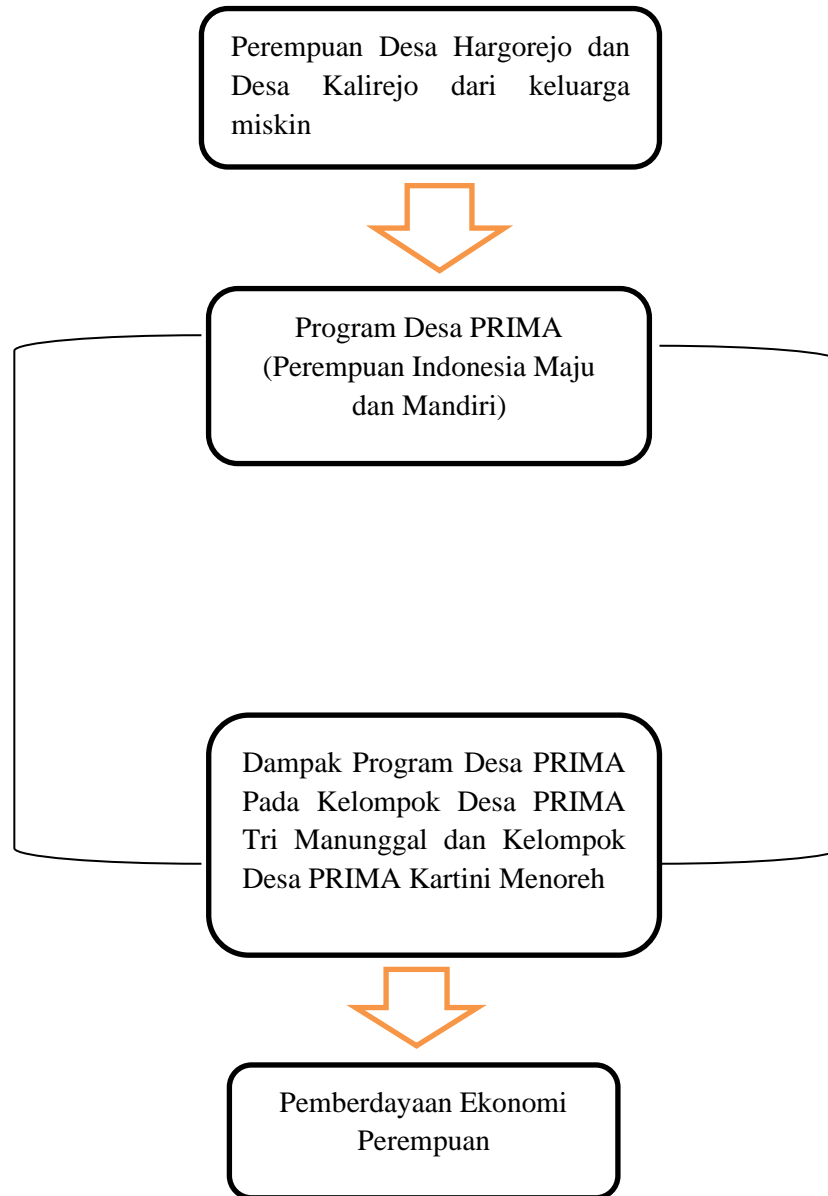 Perempuan Desa Hargorejo dan
Desa Kalirejo dari keluarga
miskin
Program Desa PRIMA
(Perempuan Indonesia Maju
dan Mandiri)
Dampak Program Desa PRIMA
Pada Kelompok Desa PRIMA
Tri Manunggal dan Kelompok
Desa PRIMA Kartini Menoreh
Pemberdayaan Ekonomi
Perempuan